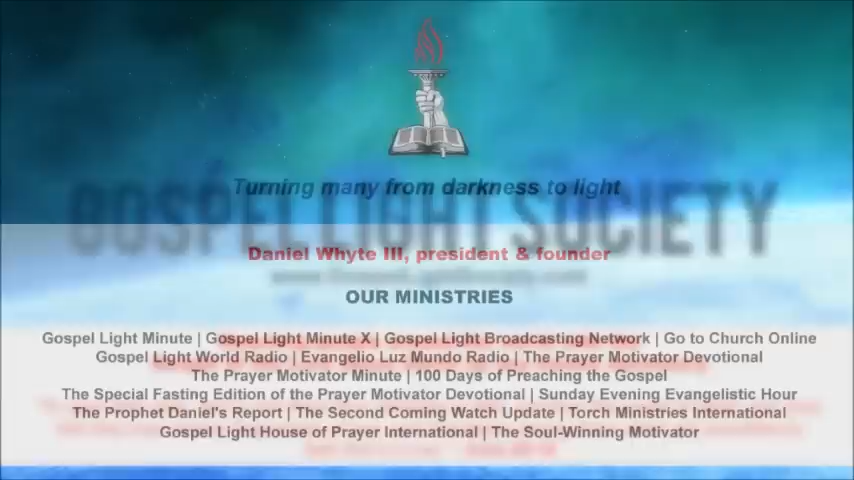 Turning many from darkness to light
GOSPEL LIGHT SOCIETY
Daniel Whyte III, president & founder
OUR MINISTRIES
Gospel Light Minute | Gospel Light Minute X | Gospel Light Broadcasting Network | Go to Church Online
Gospel Light World Radio | Evangelio Luz Mundo Radio | The Prayer Motivator Devotional
The Prayer Motivator Minute | 100 Days of Preaching the Gospel
The Special Fasting Edition of the Prayer Motivator Devotional | Sunday Evening Evangelistic Hour
The Prophet Daniel's Report | The Second Coming Watch Update | Torch Ministries International
Gospel Light House of Prayer International | The Soul-Winning Motivator